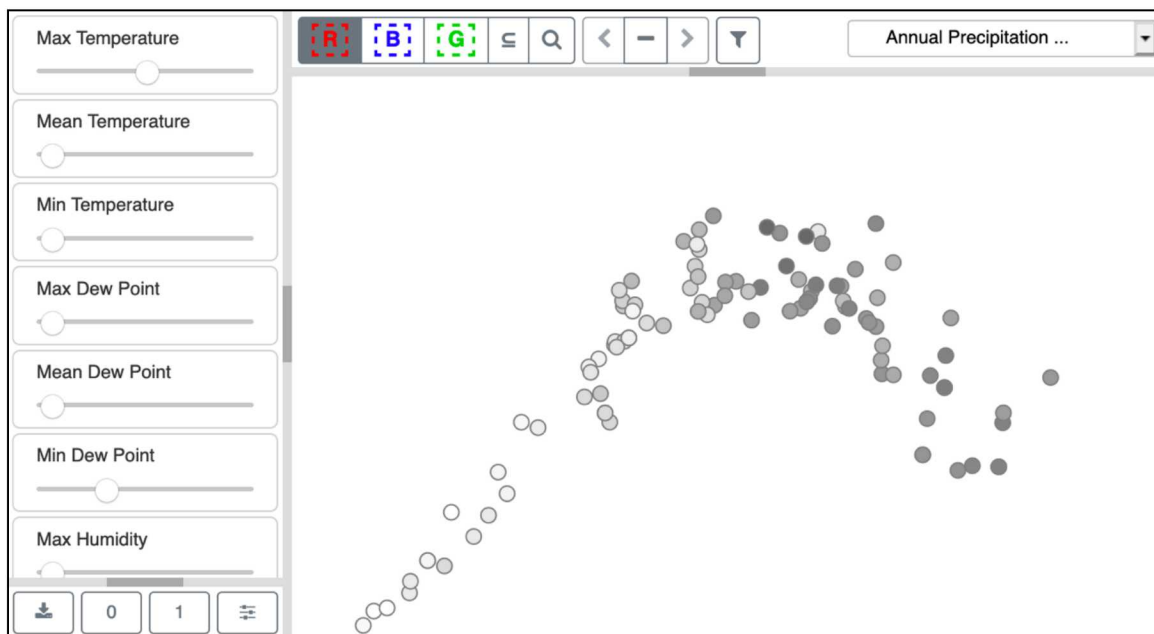 Max Temperature
Mean Temperature
Min Temperature
Max Dew Point
Mean Dew Point
Min Dew Point
Max Humidity
0 1
R B G ⊆
Annual Precipitation ...